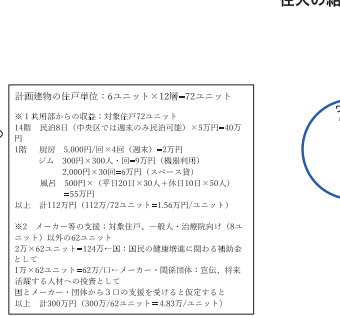 住人の
計画建物の住戸単位：6ユニット×12層=72ユニット
※１共用部からの収益：対象住戸72ユニット
14階　民泊8日（中央区では週末のみ民泊可能）×5万円=40万
円
1階　厨房　5,000円/回×4回（週末）=2万円
ジム　300円×300人・回=9万円（機器利用）
2,000円×30回=6万円（スペース貸）
風呂　500円×（平日20日×30人+休日10日×50人）
=55万円
以上　計112万円（112万/72ユニット=1.56万円/ユニット）
※2　メーカー等の支援：対象住戸、一般人・治療院向け（8ユ
ニット）以外の62ユニット
2万×62ユニット=124万←国：国民の健康増進に関わる補助金
として
1万×62ユニット=62万/口←メーカー・関係団体：宣伝、将来
活躍する人材への投資として
国とメーカー・団体から３口の支援を受けると仮定すると
以上　計300万円（300万/62ユニット=4.83万/ユニット）